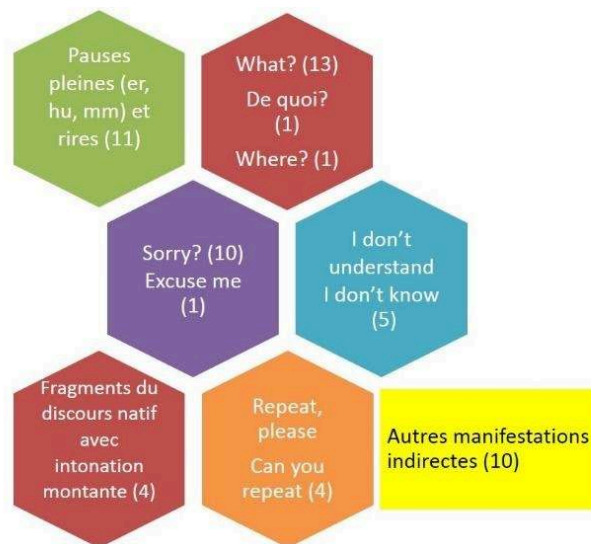 Pauses
pleines (er,
hu, mm) et
rires (11)
What? (13)
De quoi?
(1)
Where? (1)
Sorry? (10)
Excuse me
(1)
I don't
understand
I don't know
(5)
Fragments du
discours natif
avec
intonation
montante (4)
Repeat,
please
Can you
repeat (4)
Autres manifestations
indirectes (10)